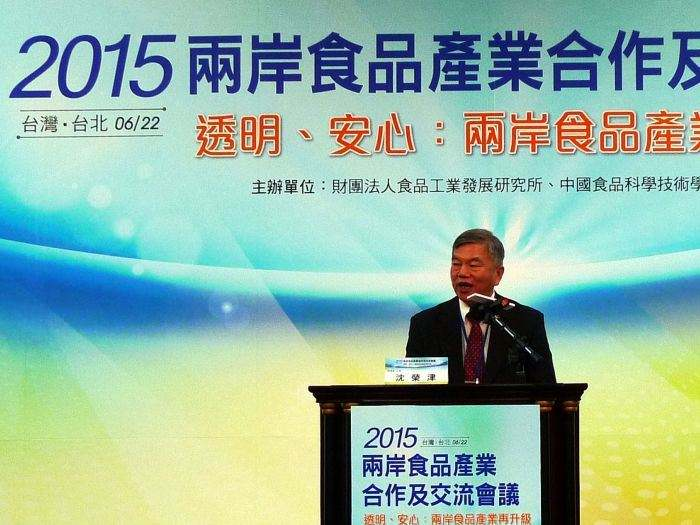 2015 兩岸食品產業合作及
台灣·台北 06/22
透明、安心：兩岸食品產業
主辦單位：財團法人食品工業發展研究所、中國食品科學技術學
沈榮津
2015 台灣·台北 06/22
兩岸食品產業
合作及交流會議
透明、安心：兩岸食品產業再升級